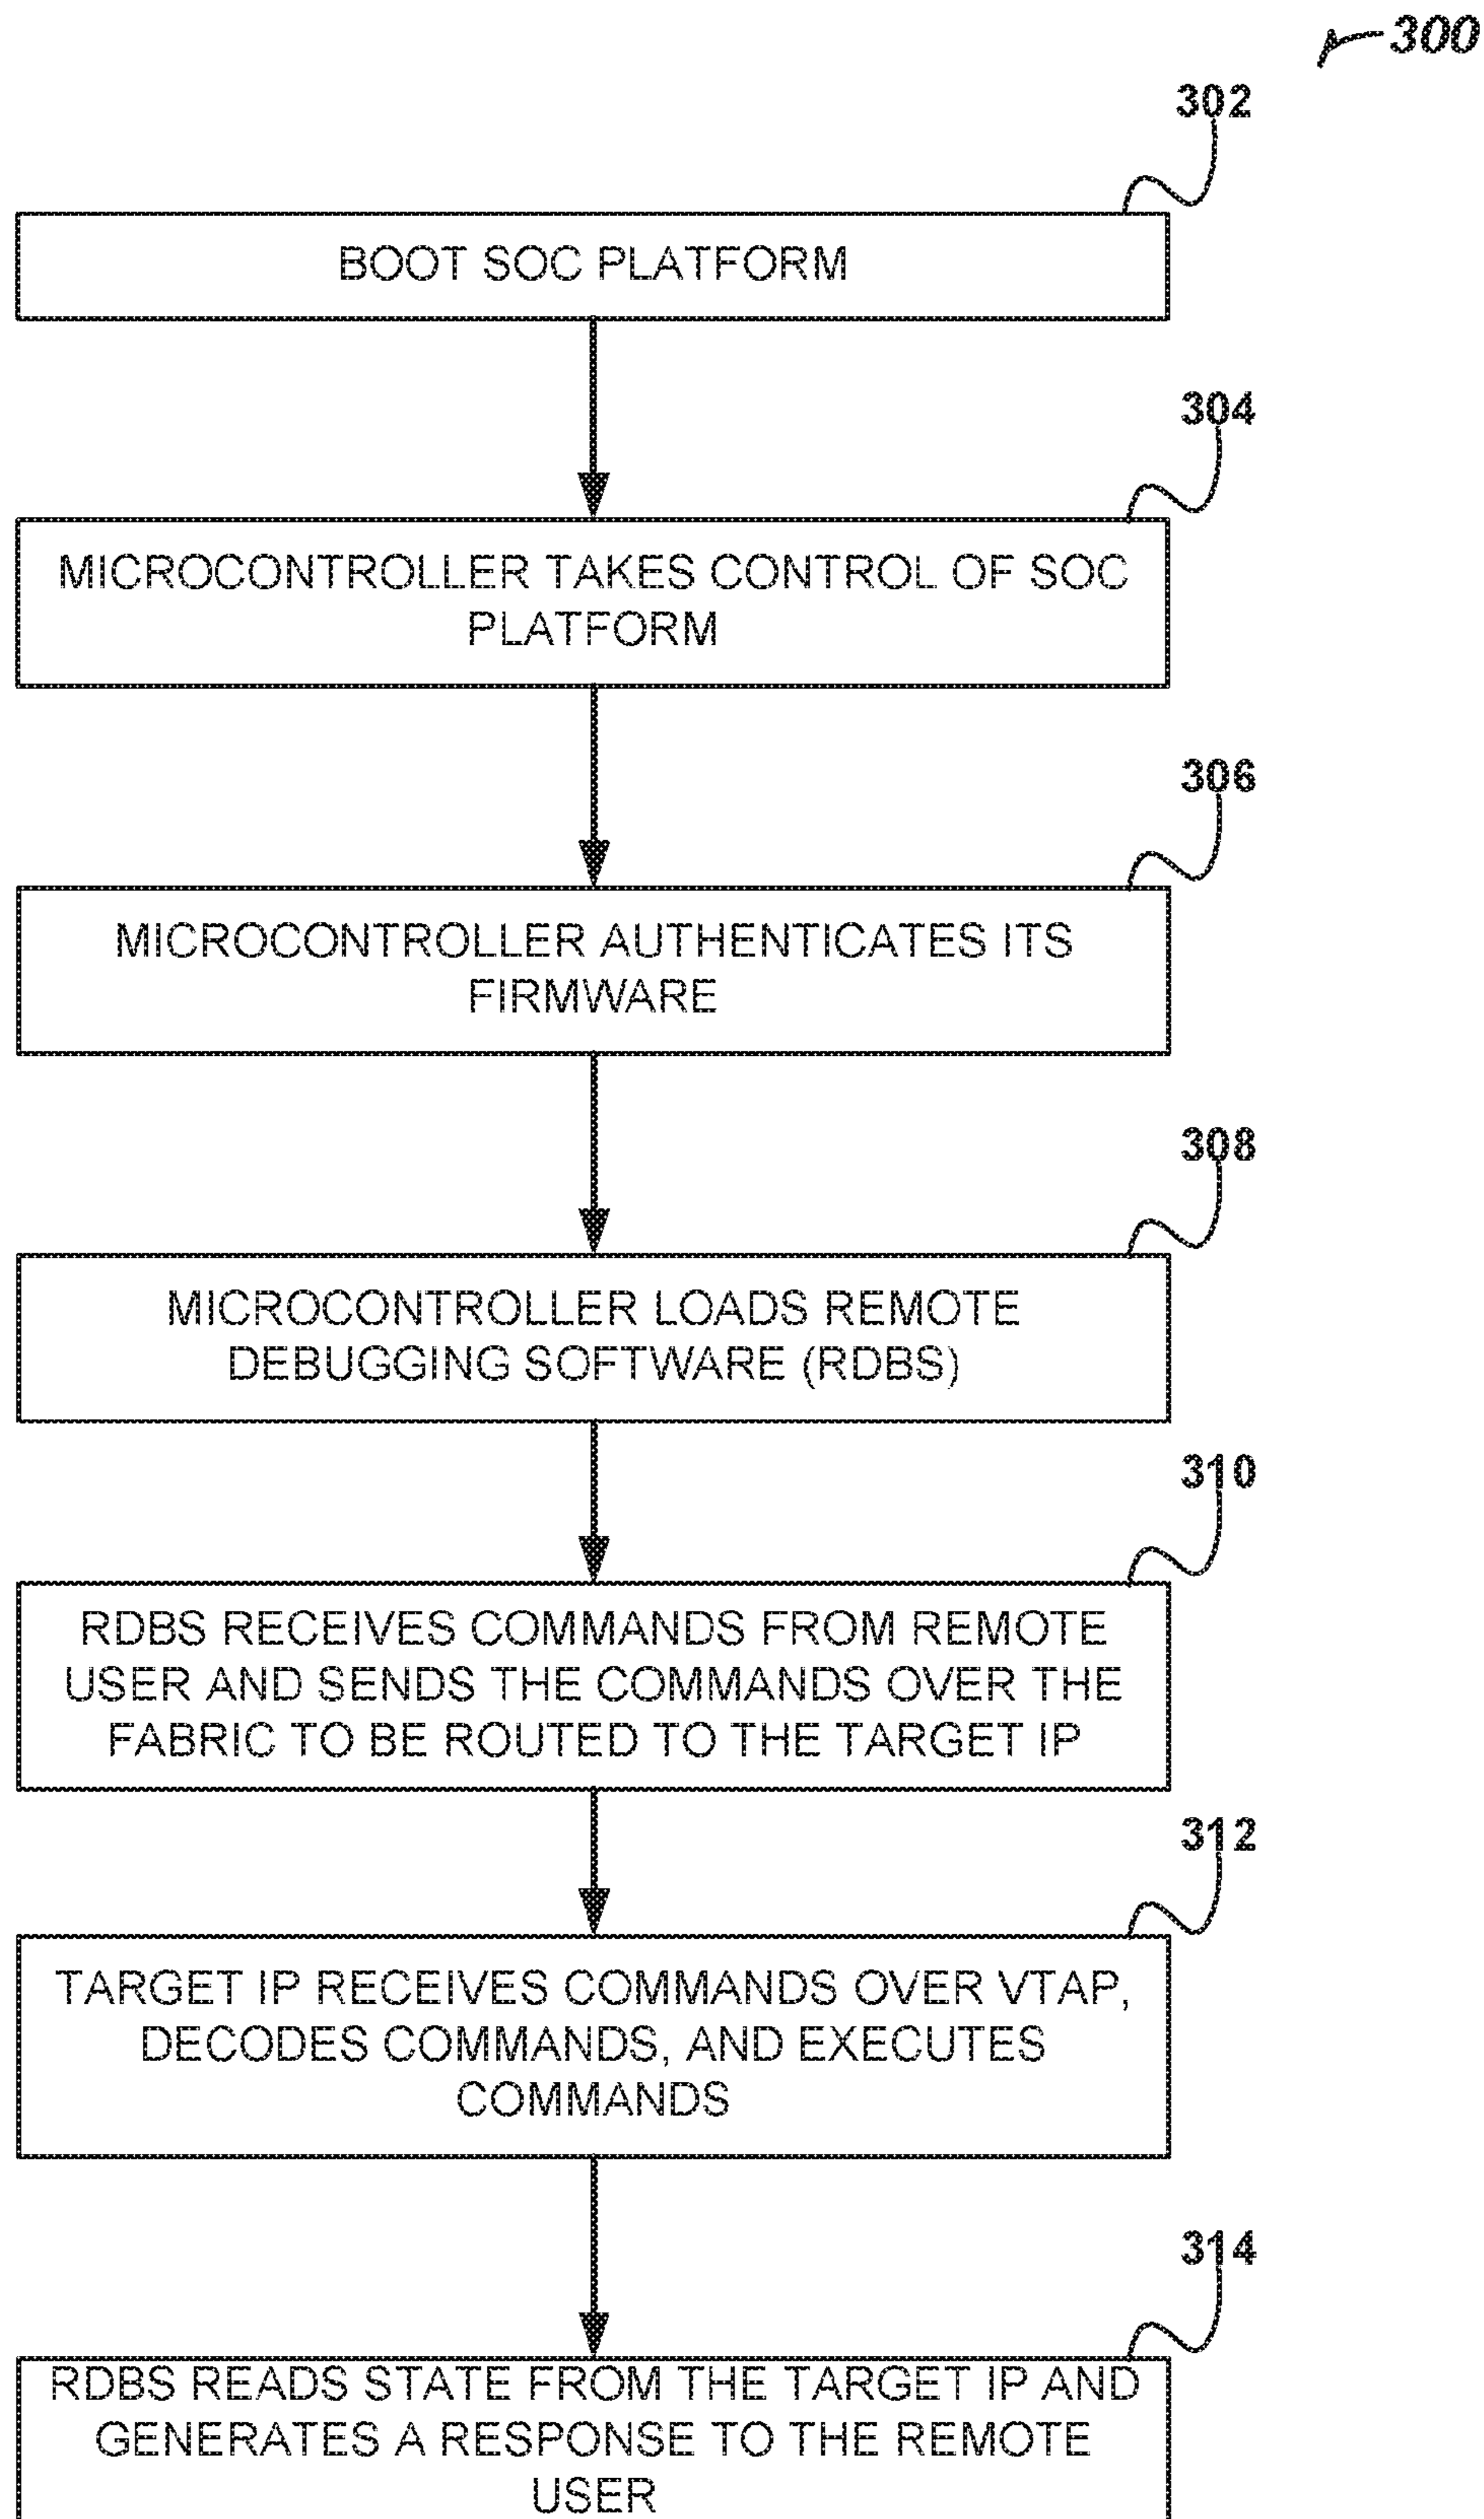 300
302
BOOT SOC PLATFORM
304
MICROCONTROLLER TAKES CONTROL OF SOC
PLATFORM
306
MICROCONTROLLER AUTHENTICATES ITS
FIRMWARE
308
MICROCONTROLLER LOADS REMOTE
DEBUGGING SOFTWARE (RDBS)
310
RDBS RECEIVES COMMANDS FROM REMOTE
USER AND SENDS THE COMMANDS OVER THE
FABRIC TO BE ROUTED TO THE TARGET IP
312
TARGET IP RECEIVES COMMANDS OVER VTAP,
DECODES COMMANDS, AND EXECUTES
COMMANDS
314
RDBS READS STATE FROM THE TARGET IP AND
GENERATES A RESPONSE TO THE REMOTE
USER